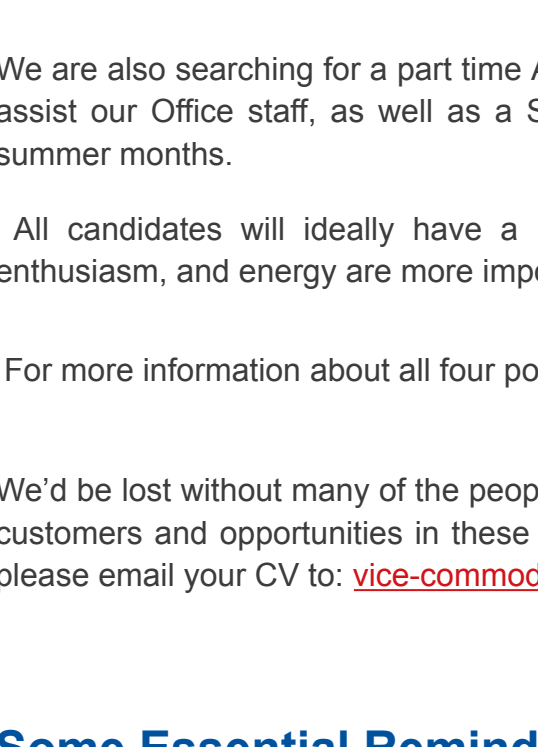 We are also searching for a part time A
assist our Office staff, as well as a S
summer months.
All candidates will ideally have a
enthusiasm, and energy are more impo
For more information about all four po
We’d be lost without many of the peop
customers and opportunities in these
please email your CV to: vice-commod
Some Essential Remind